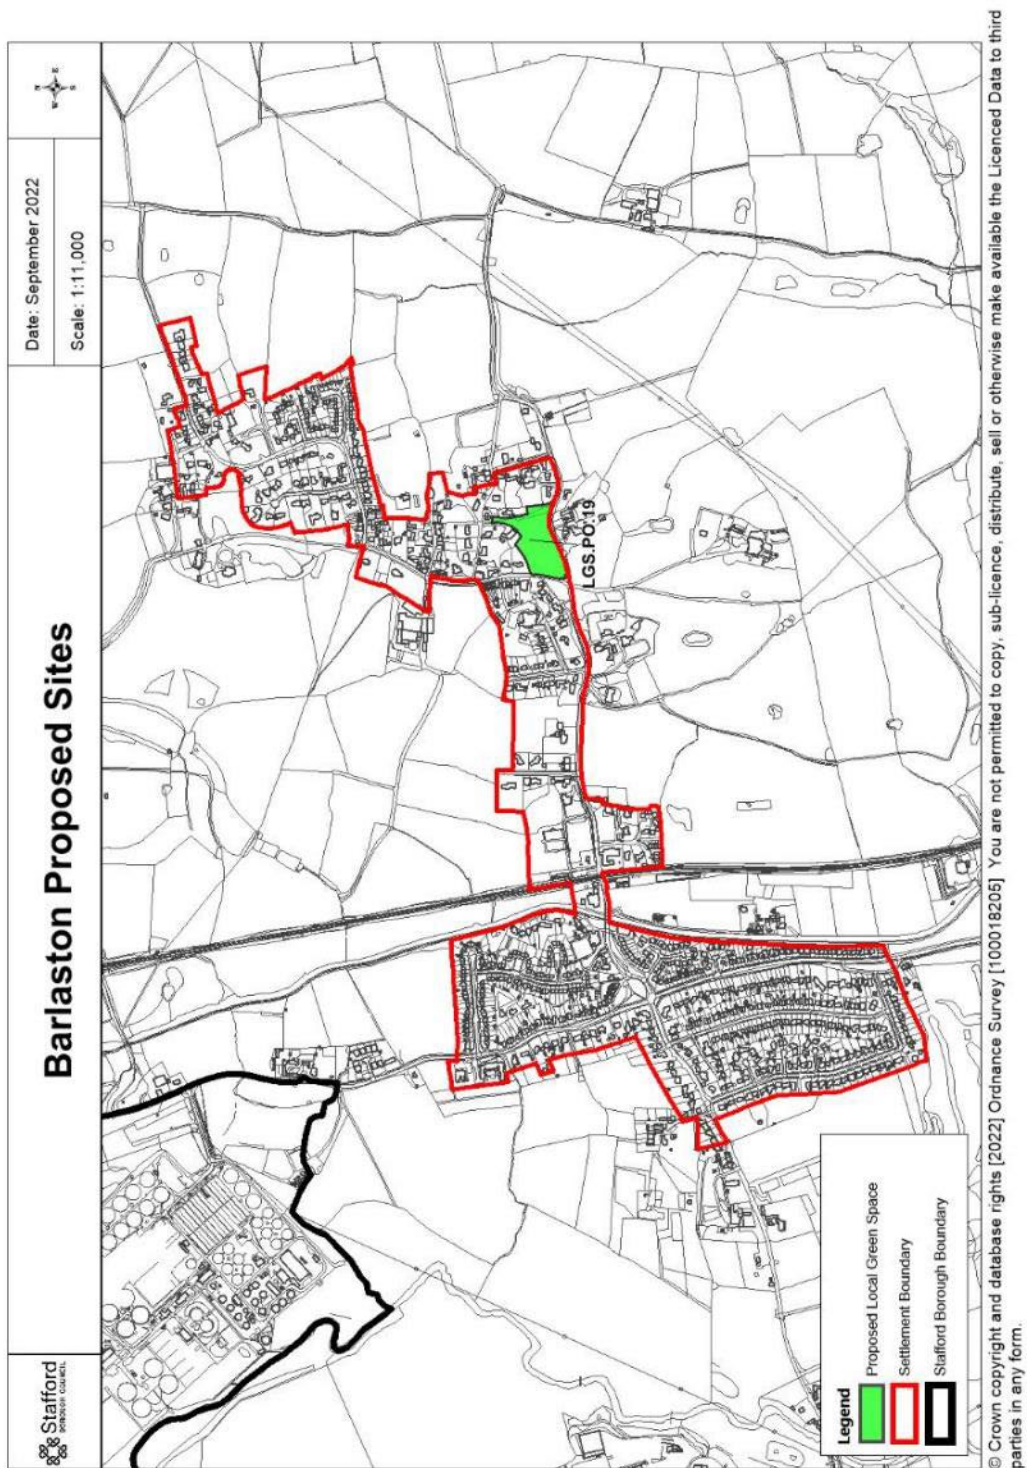 Stafford
BOROUGH COUNCIL
Barlaston Proposed Sites
Date: September 2022
Scale: 1:11,000
N
E
S
W
LGS.PO.19
Legend
Proposed Local Green Space
Settlement Boundary
Stafford Borough Boundary
© Crown copyright and database rights [2022] Ordnance Survey [100018205] You are not permitted to copy, sub-licence, distribute, sell or otherwise make available the Licenced Data to third
parties in any form.